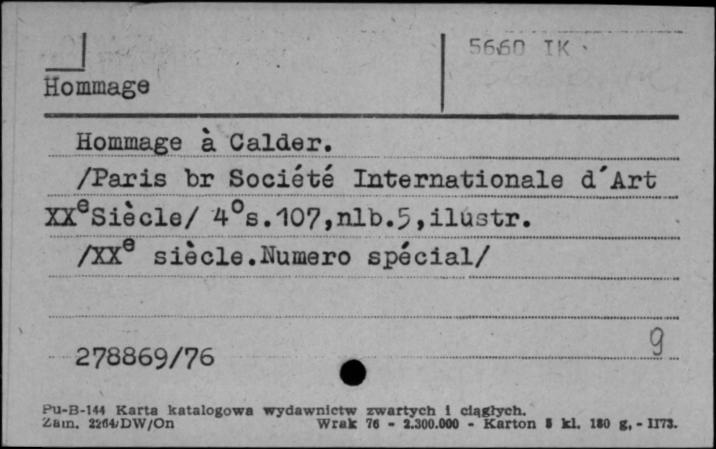 5660 IK
Hommage
Hommage à Calder.
/Paris br Société Internationale d´Art
XXᵉSiècle/ 4°s.107,nlb.5,ilustr.
/XXᵉ siècle.Numero spécial/
9
278869/76
Pu-B-144 Karta katalogowa wydawnictw zwartych i ciągłych.
Zam. 2264/DW/On Wrak 76 - 2.300.000 - Karton 5 kl. 180 g. - 1173.